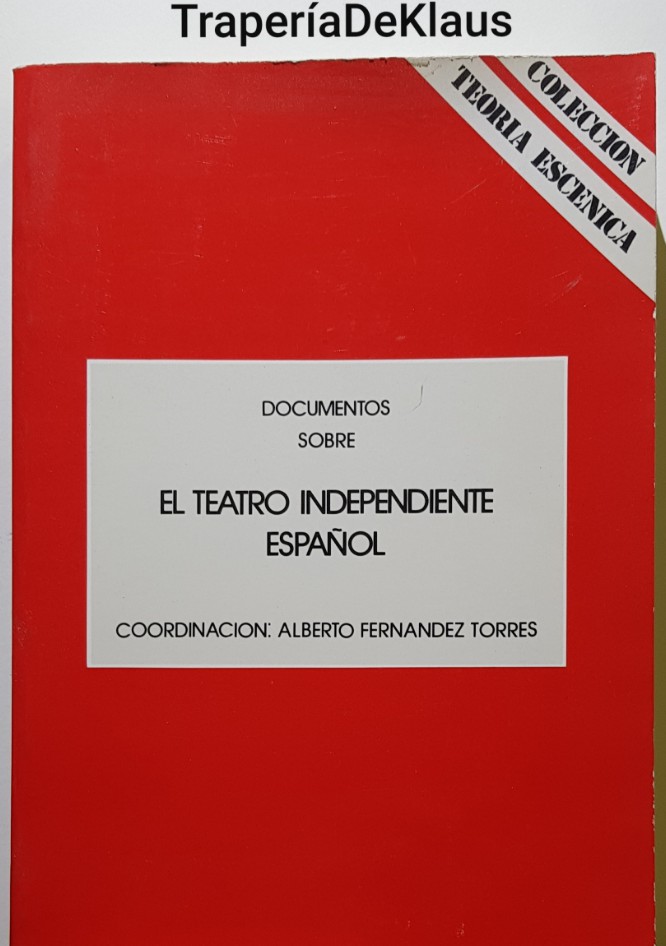 TraperíaDeKlaus
COLECCION
TEORIA ESCENICA
DOCUMENTOS
SOBRE
EL TEATRO INDEPENDIENTE
ESPAÑOL
COORDINACION: ALBERTO FERNANDEZ TORRES